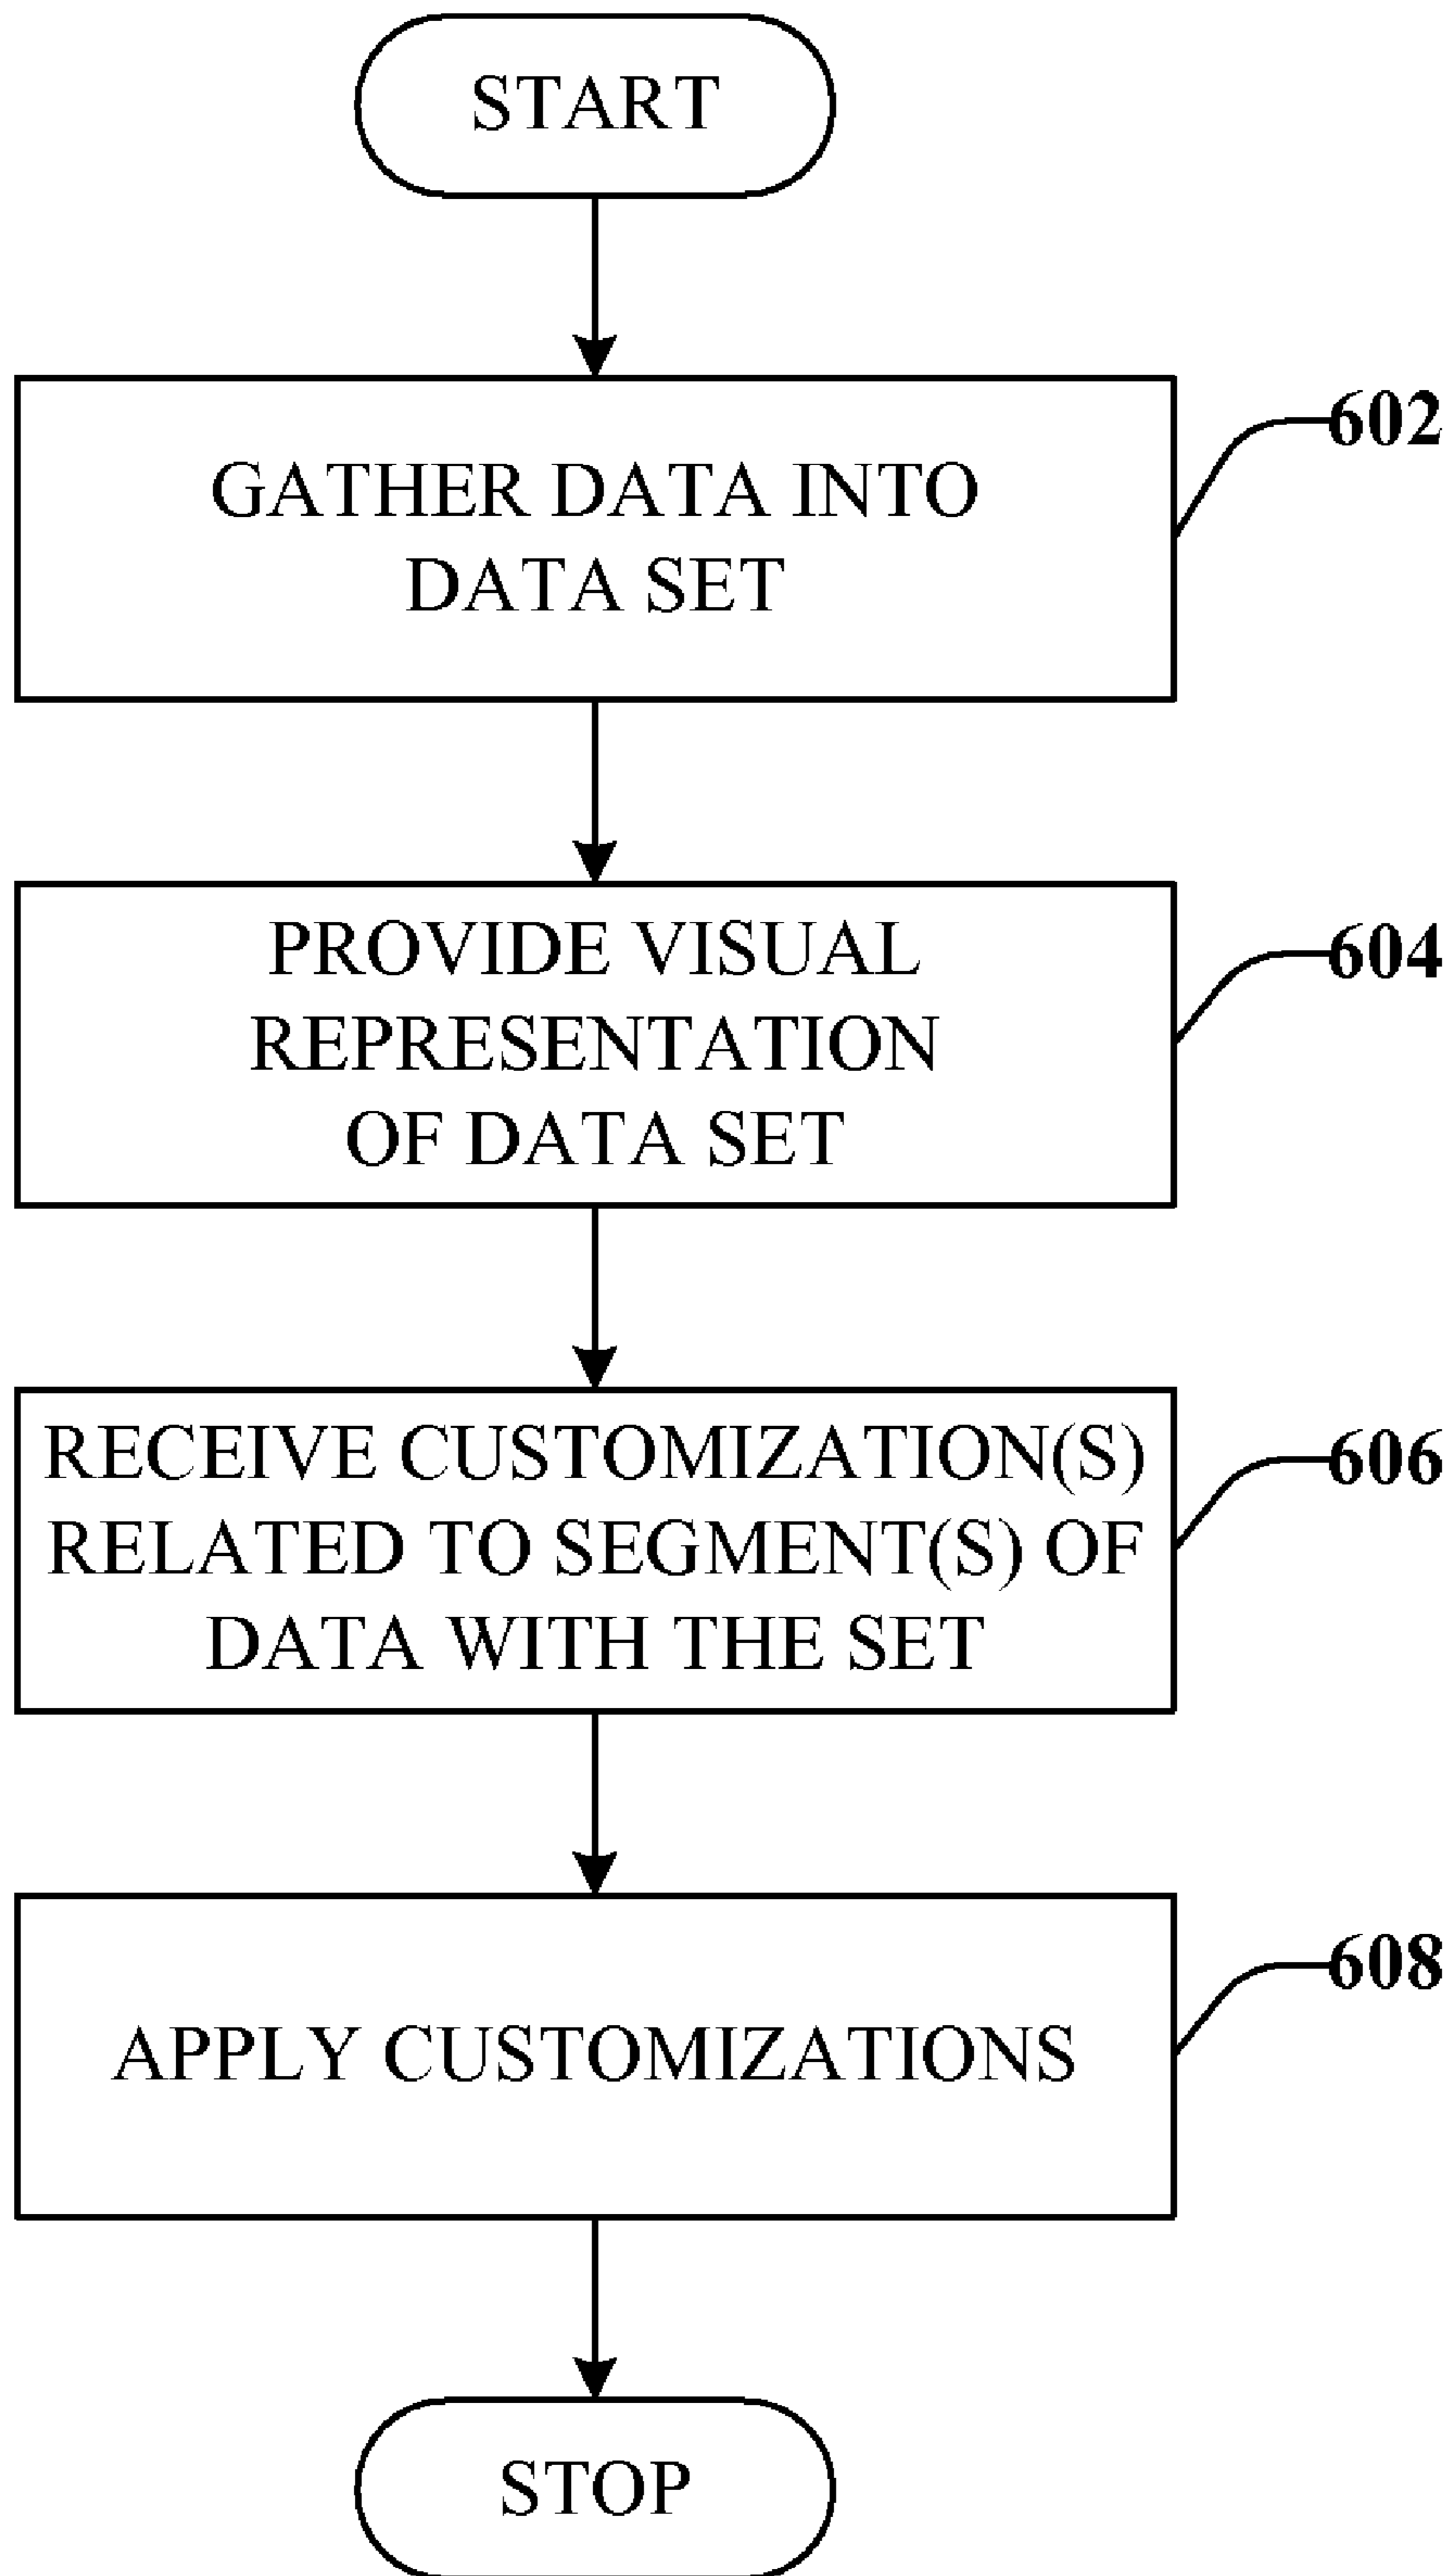 START
602
GATHER DATA INTO
DATA SET
604
PROVIDE VISUAL
REPRESENTATION
OF DATA SET
606
RECEIVE CUSTOMIZATION(S)
RELATED TO SEGMENT(S) OF
DATA WITH THE SET
608
APPLY CUSTOMIZATIONS
STOP